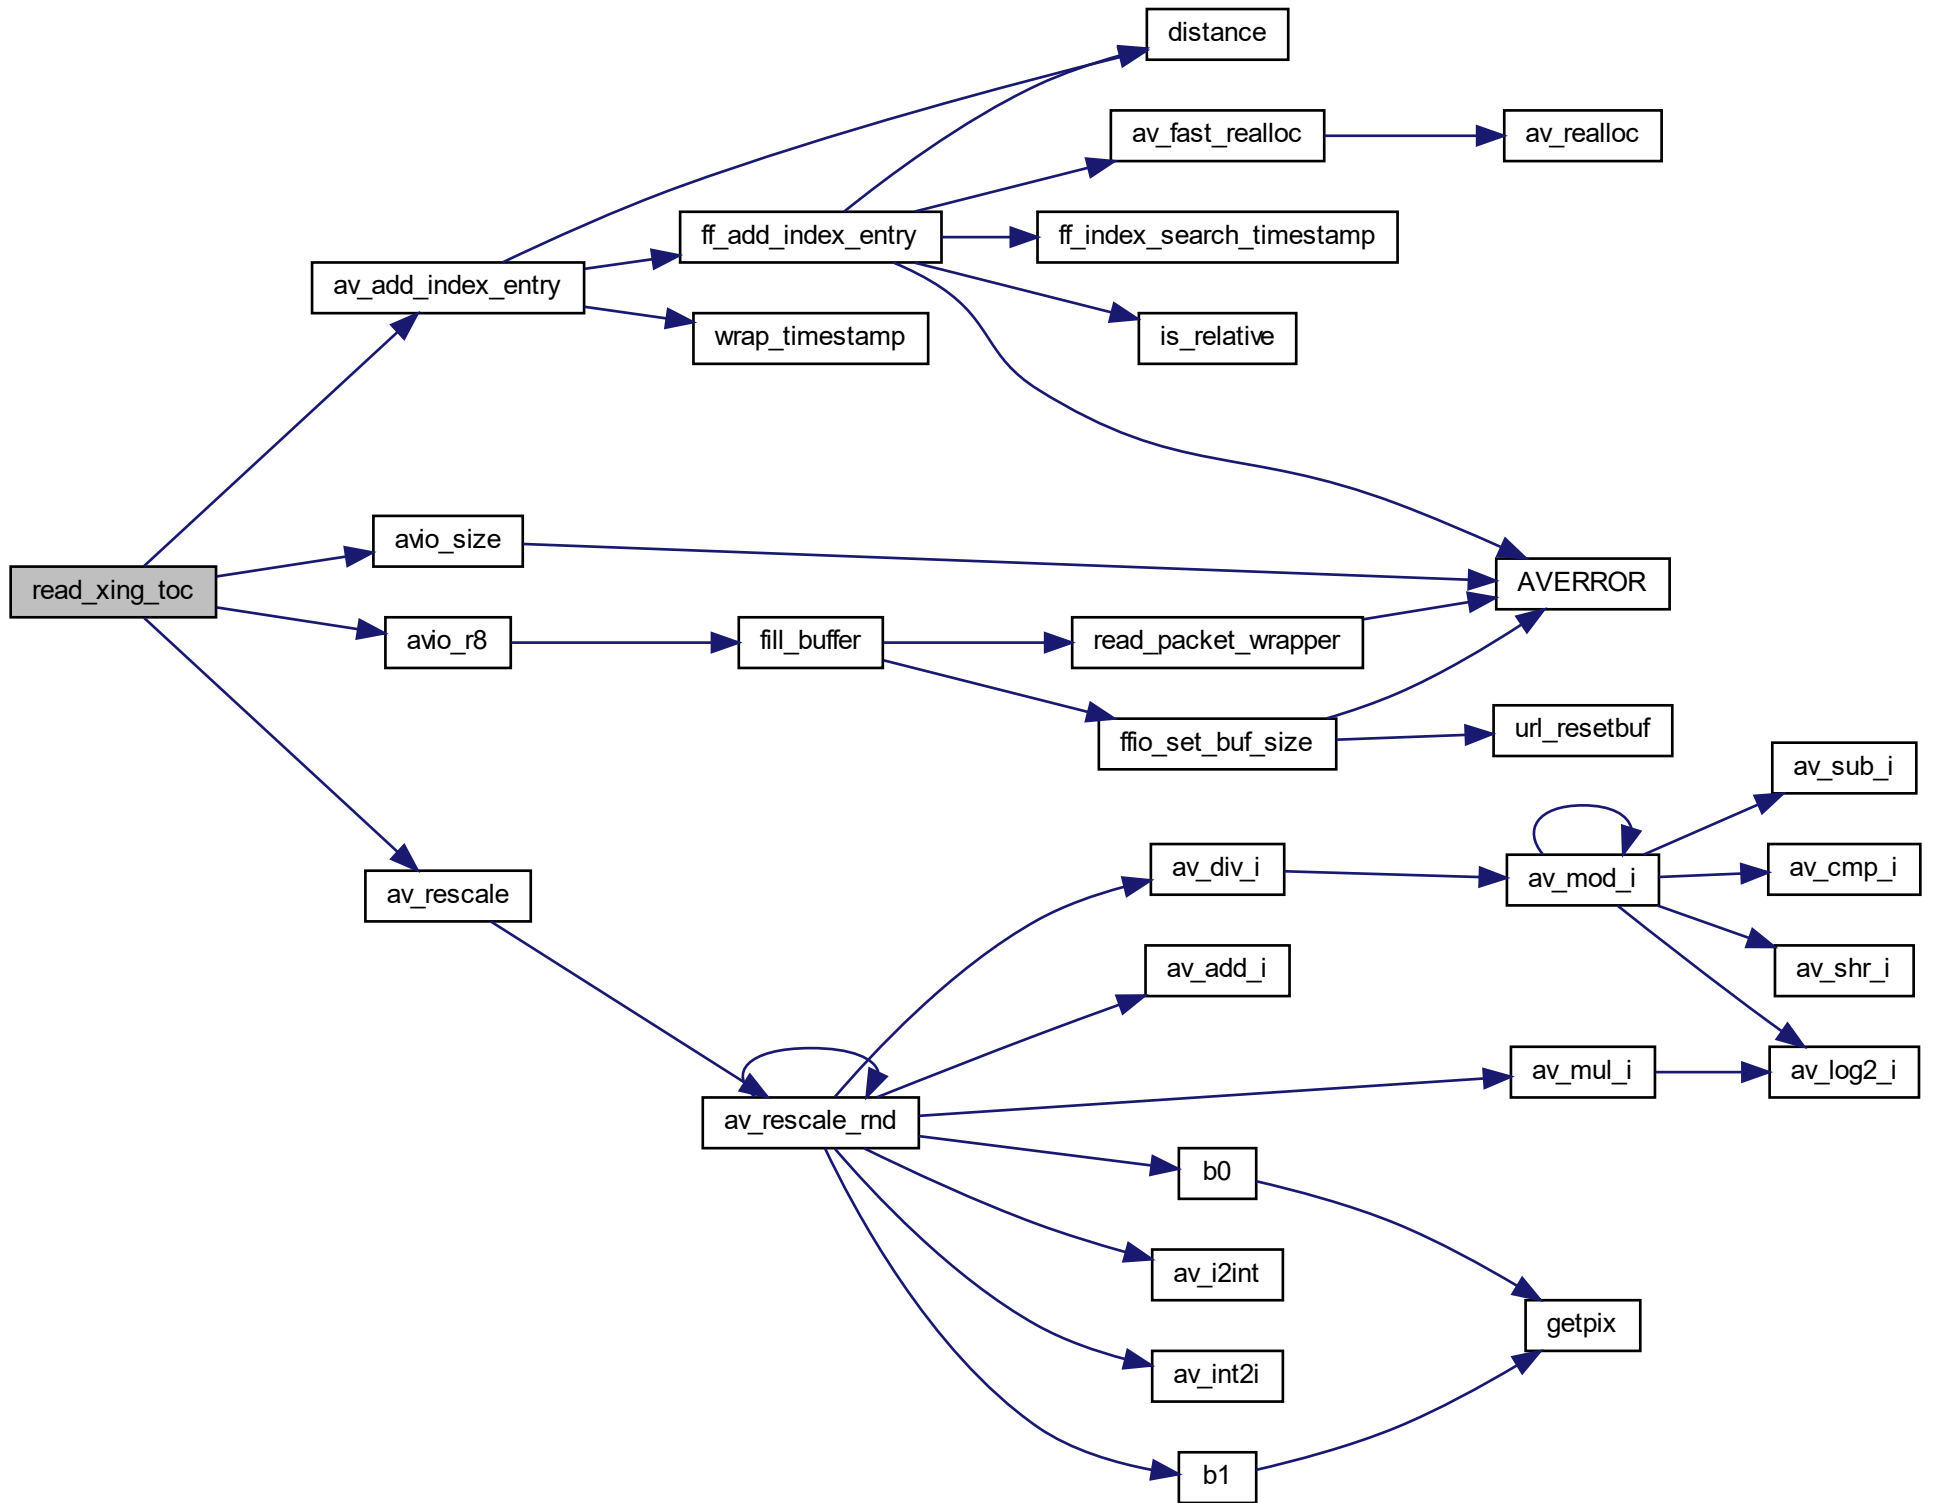 distance
av_fast_realloc
av_realloc
ff_add_index_entry
ff_index_search_timestamp
av_add_index_entry
wrap_timestamp
is_relative
avio_size
read_xing_toc
AVERROR
avio_r8
fill_buffer
read_packet_wrapper
ffio_set_buf_size
url_resetbuf
av_sub_i
av_rescale
av_div_i
av_mod_i
av_cmp_i
av_add_i
av_shr_i
av_mul_i
av_log2_i
av_rescale_rnd
b0
av_i2int
getpix
av_int2i
b1